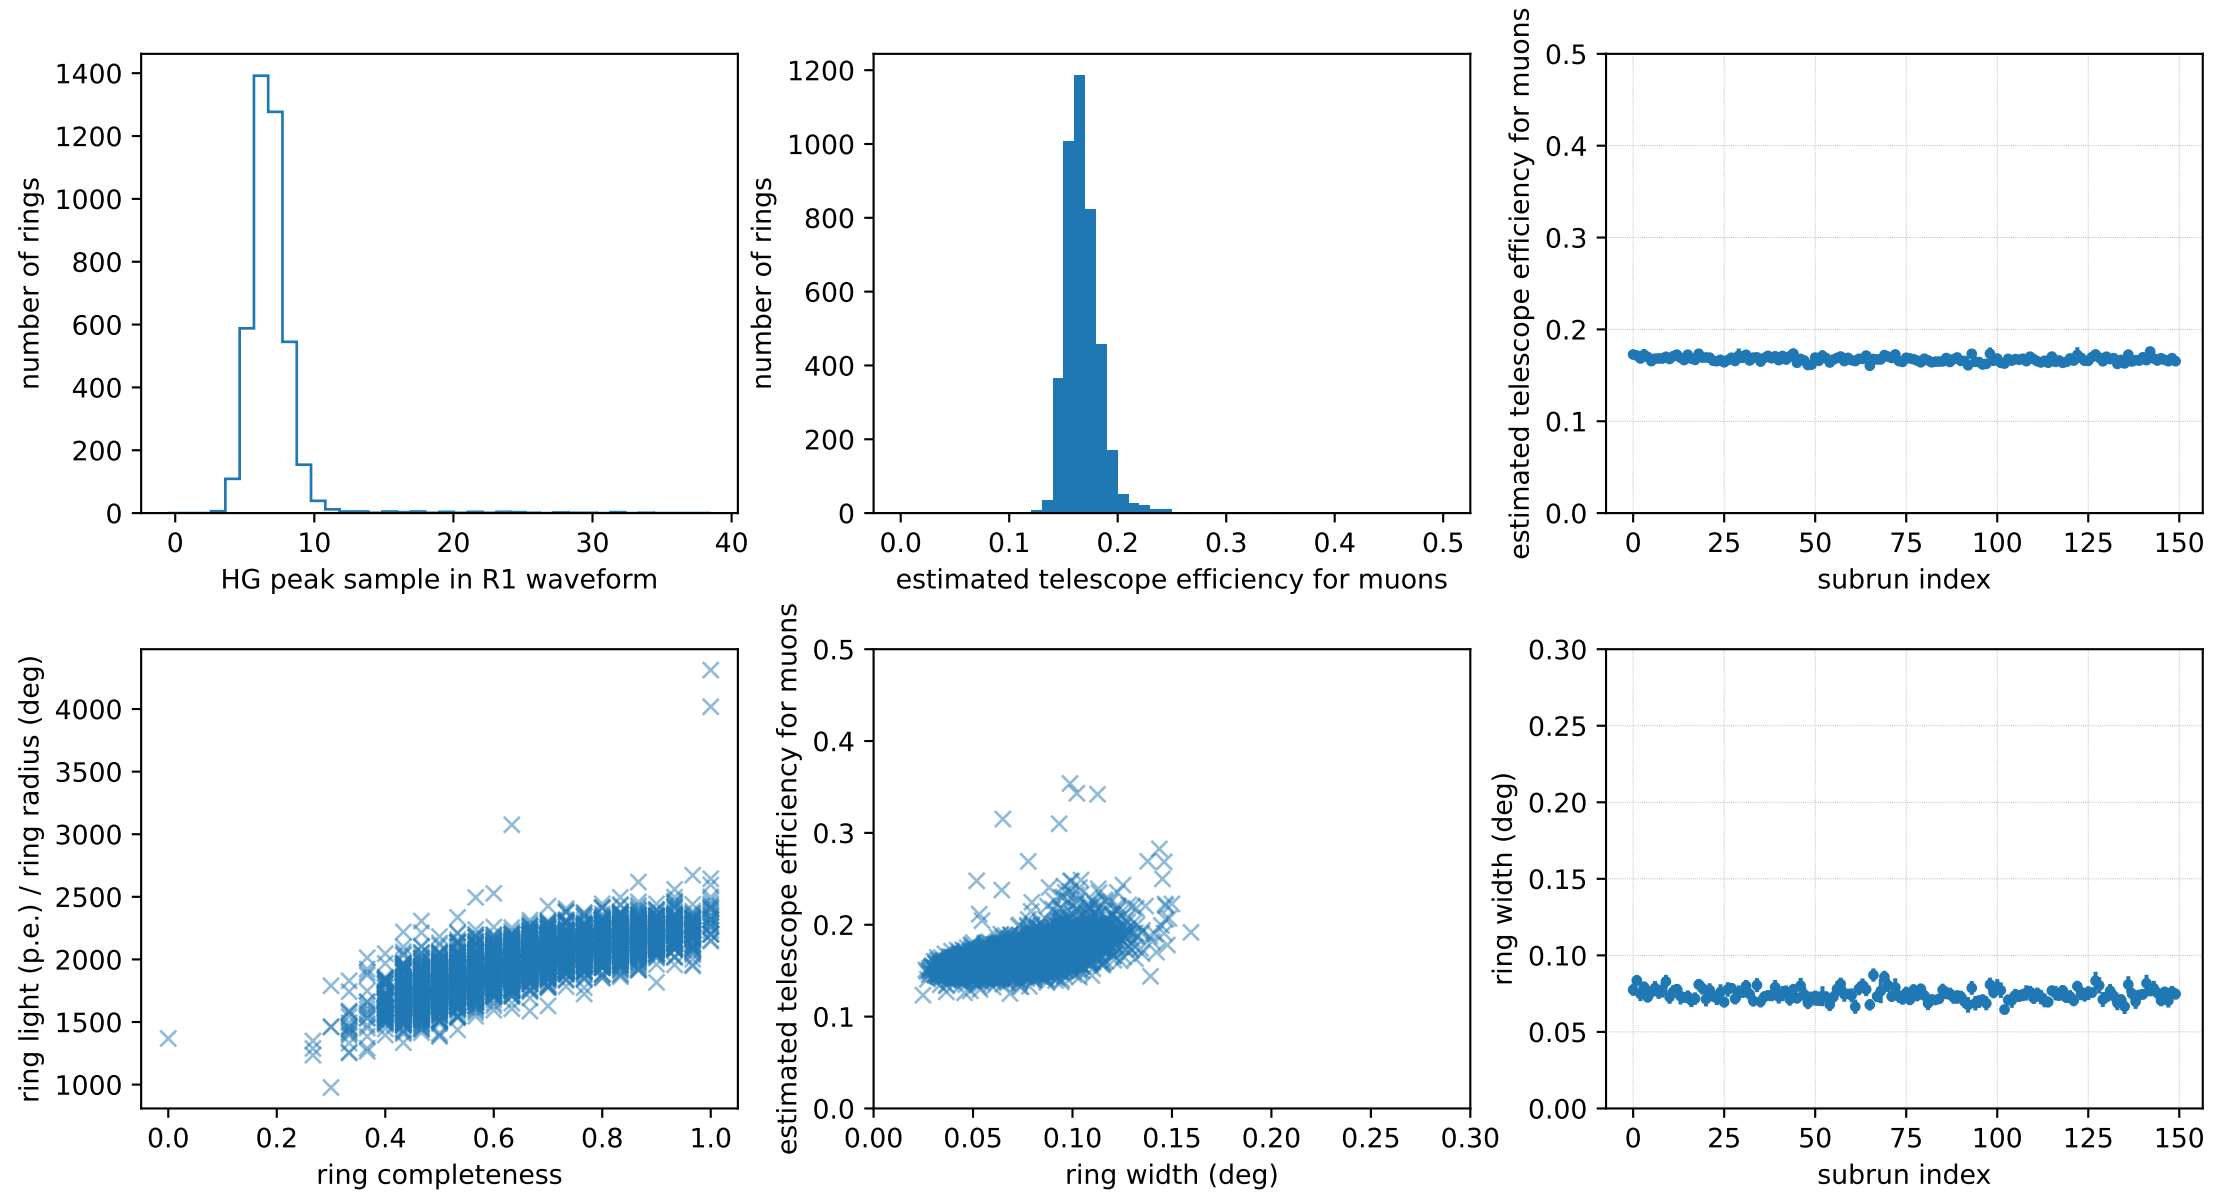 1400
1200
1000
800
600
400
200
0
number of rings
0 10 20 30 40
HG peak sample in R1 waveform
1200
1000
800
600
400
200
0
number of rings
0.0 0.1 0.2 0.3 0.4 0.5
estimated telescope efficiency for muons
0.5
0.4
0.3
0.2
0.1
0.0
estimated telescope efficiency for muons
0 25 50 75 100 125 150
subrun index
4000
3500
3000
2500
2000
1500
1000
ring light (p.e.) / ring radius (deg)
0.0 0.2 0.4 0.6 0.8 1.0
ring completeness
0.5
0.4
0.3
0.2
0.1
0.0
estimated telescope efficiency for muons
0.00 0.05 0.10 0.15 0.20 0.25 0.30
ring width (deg)
0.30
0.25
0.20
0.15
0.10
0.05
0.00
ring width (deg)
0 25 50 75 100 125 150
subrun index